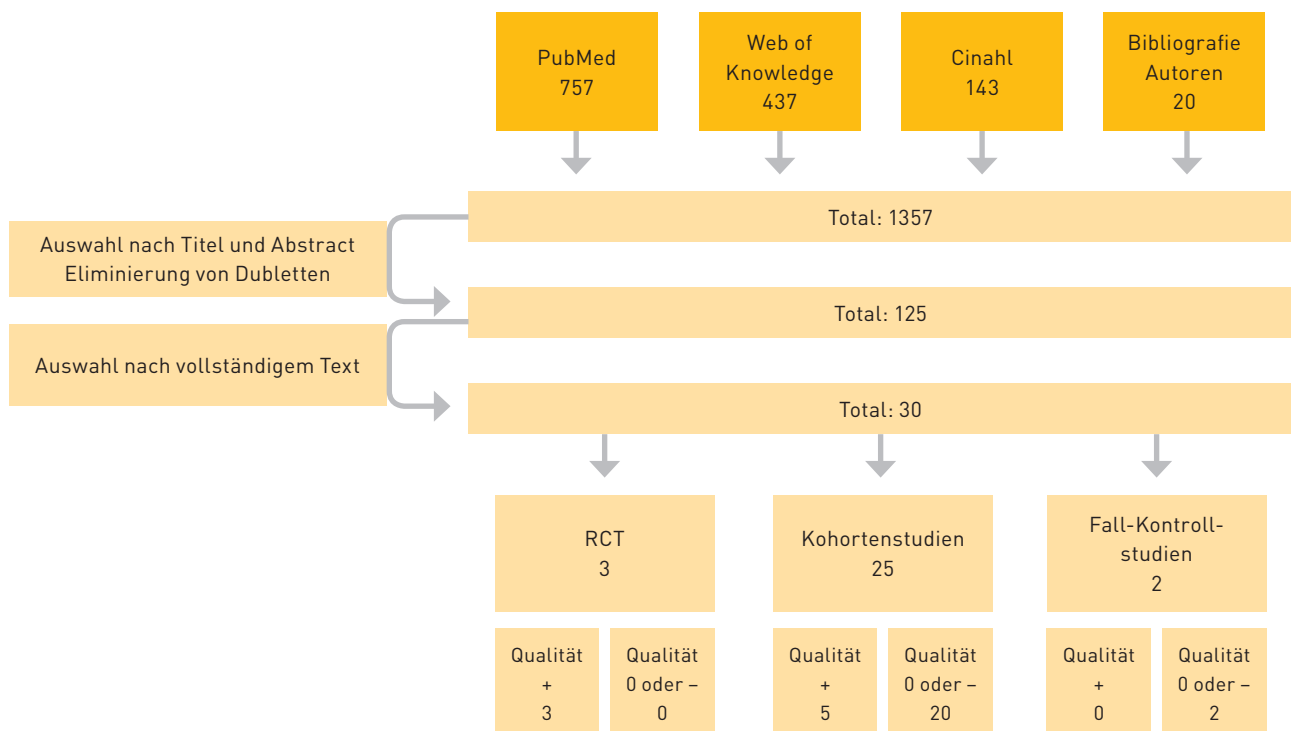 PubMed
757
Web of
Knowledge
437
Cinahl
143
Bibliografie
Autoren
20
Total: 1357
Auswahl nach Titel und Abstract
Eliminierung von Dubletten
Total: 125
Auswahl nach vollständigem Text
Total: 30
RCT
3
Kohortenstudien
25
Fall-Kontroll-
studien
2
Qualität
+
3
Qualität
0 oder –
0
Qualität
+
5
Qualität
0 oder –
20
Qualität
+
0
Qualität
0 oder –
2